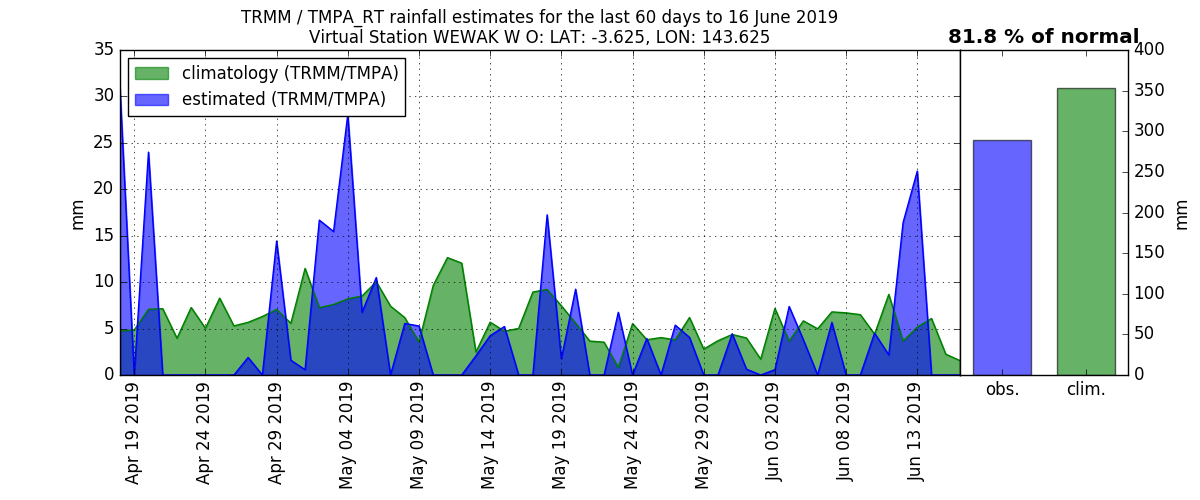 TRMM / TMPA_RT rainfall estimates for the last 60 days to 16 June 2019
Virtual Station WEWAK W O: LAT: -3.625, LON: 143.625
81.8 % of normal
climatology (TRMM/TMPA)
estimated (TRMM/TMPA)
35
30
25
20
15
10
5
0
mm
Apr 19 2019
Apr 24 2019
Apr 29 2019
May 04 2019
May 09 2019
May 14 2019
May 19 2019
May 24 2019
May 29 2019
Jun 03 2019
Jun 08 2019
Jun 13 2019
obs.
clim.
400
350
300
250
200
150
100
50
0
mm